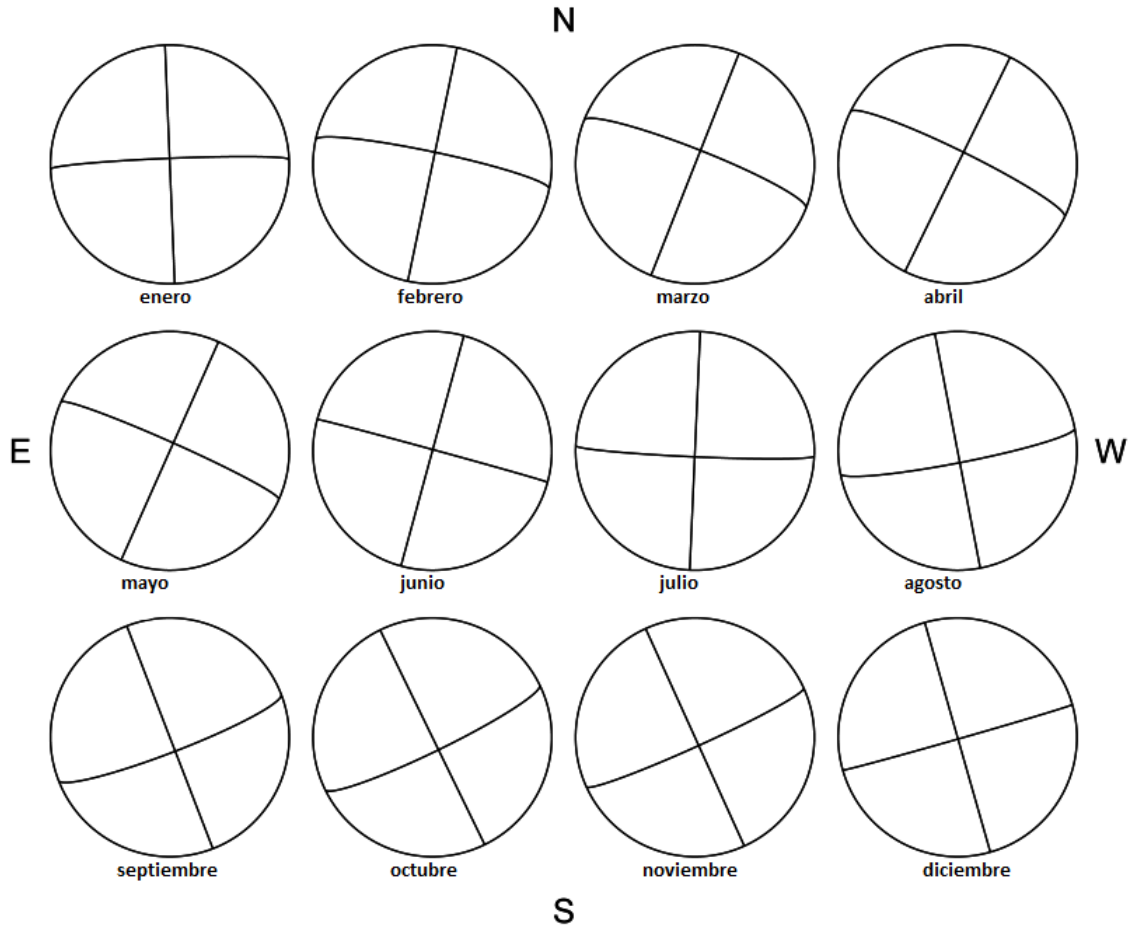 N
enero febrero marzo abril
E W
mayo junio julio agosto
septiembre octubre noviembre diciembre
S